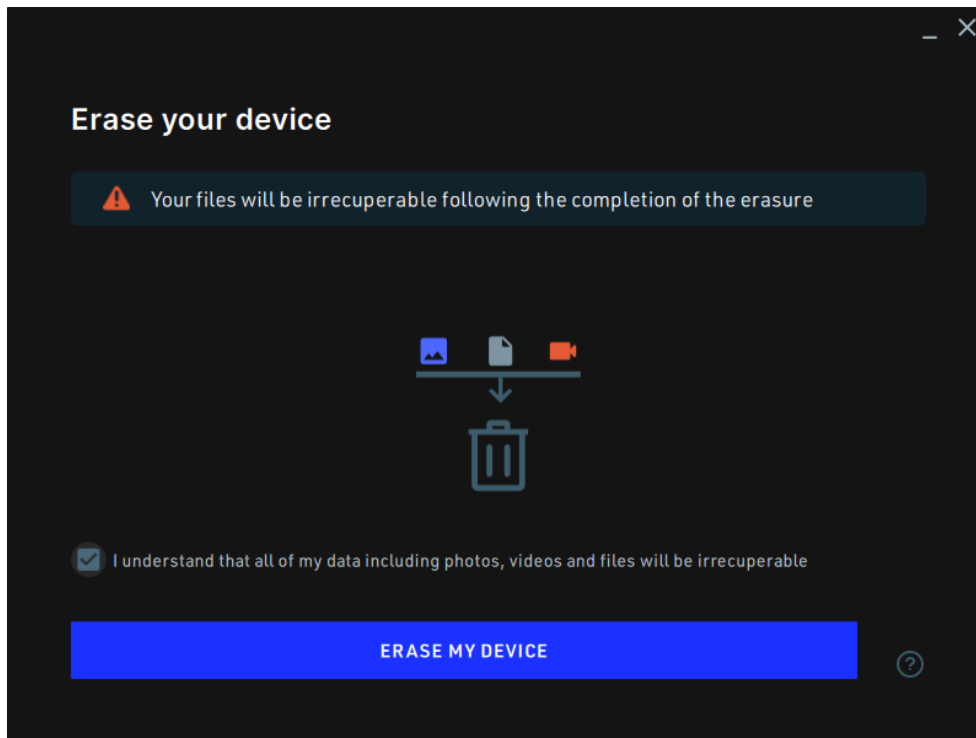 Erase your device
Your files will be irrecuperable following the completion of the erasure
I understand that all of my data including photos, videos and files will be irrecuperable
ERASE MY DEVICE
?